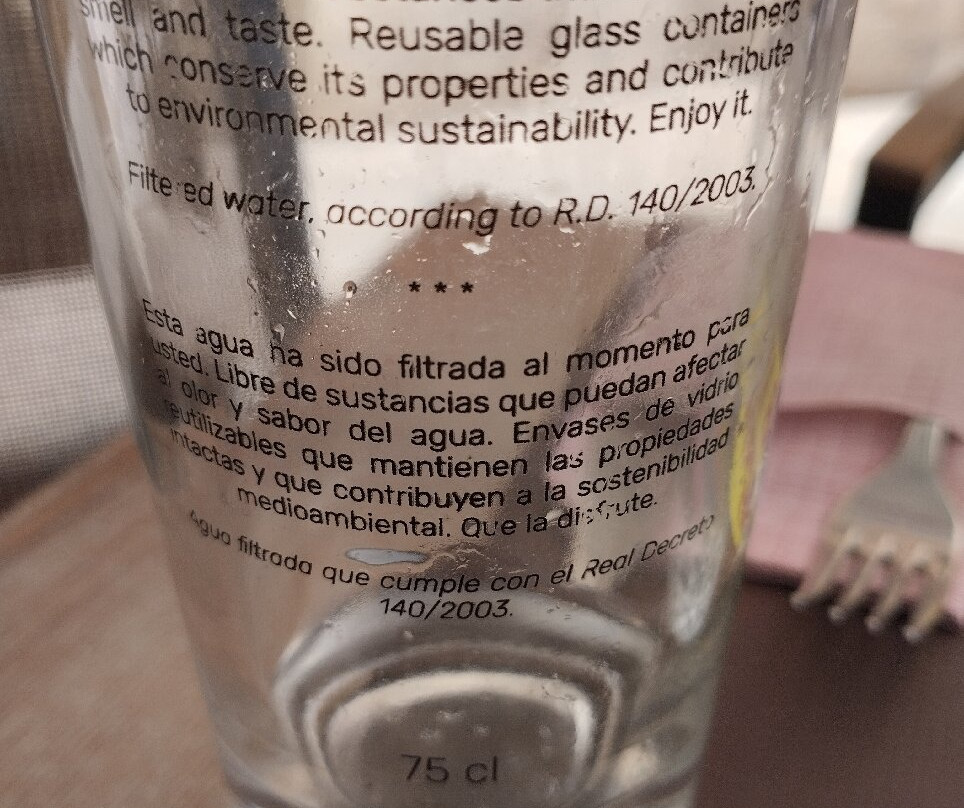 smell and taste. Reusable glass containers
which conserve its properties and contribute
to environmental sustainability. Enjoy it.
Filtered water, according to R.D. 140/2003.
* * *
Esta agua ha sido filtrada al momento para
usted. Libre de sustancias que puedan afectar
al olor y sabor del agua. Envases de vidrio
reutilizables que mantienen las propiedades
intactas y que contribuyen a la sostenibilidad
medioambiental. Que la disfrute.
Agua filtrada que cumple con el Real Decreto
140/2003.
75 cl